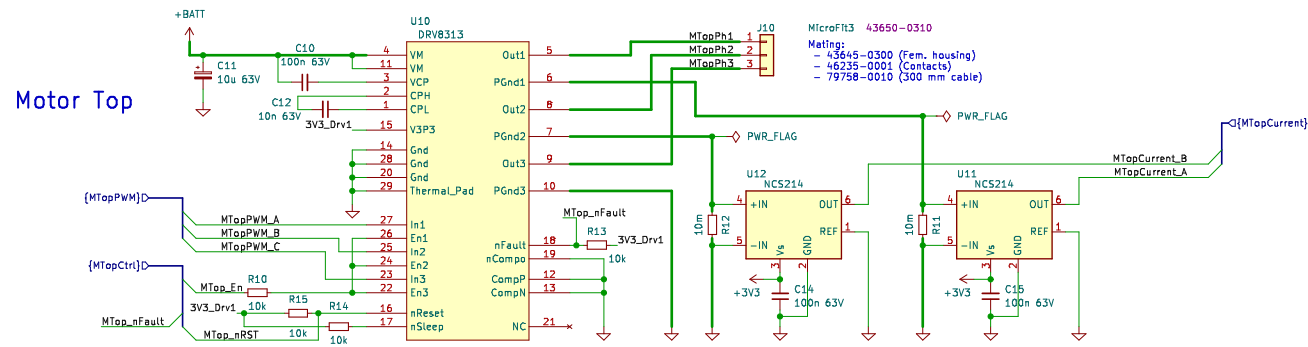 Motor Top
+BATT
C11
10u 63V
C10
100n 63V
C12
10n 63V
3V3_Drv1
U10
DRV8313
4 VM
11 VM
3 VCP
2 CPH
1 CPL
15 V3P3
14 Gnd
28 Gnd
20 Gnd
29 Thermal_Pad
27 In1
26 En1
25 In2
24 En2
23 In3
22 En3
16 nReset
17 nSleep
Out1 5
PGnd1 6
Out2 8
PGnd2 7
Out3 9
PGnd3 10
nFault 18
nCompo 19
CompP 12
CompN 13
NC 21
{MTopPWM}
MTopPWM_A
MTopPWM_B
MTopPWM_C
{MTopCtrl}
MTop_En
R10
10k
3V3_Drv1
R15
R14
10k
MTop_nFault
MTop_nRST
MTop_nFault
R13
3V3_Drv1
10k
J10
MTopPh1 1
MTopPh2 2
MTopPh3 3
MicroFit3 43650-0310
Mating:
- 43645-0300 (Fem. housing)
- 46235-0001 (Contacts)
- 79758-0010 (300 mm cable)
PWR_FLAG
PWR_FLAG
{MTopCurrent}
MTopCurrent_B
MTopCurrent_A
U12
NCS214
4 +IN
5 -IN
OUT 6
REF 1
Vs 3
GND 2
10m
R12
+3V3
C14
100n 63V
U11
NCS214
4 +IN
5 -IN
OUT 6
REF 1
Vs 3
GND 2
10m
R11
+3V3
C15
100n 63V